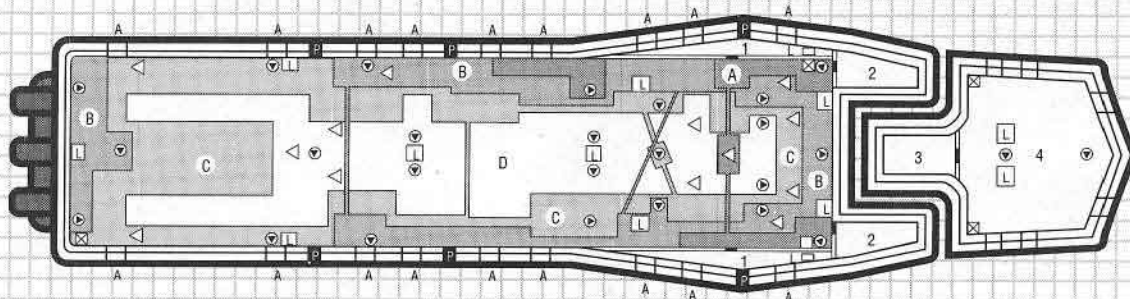 A A A
A A A A A A
P
P P 1
L B A 2
L L
B
L
L C L D L C 3 4
L B
L
C L
L 2
P P 1
A A A A A A P
A A A